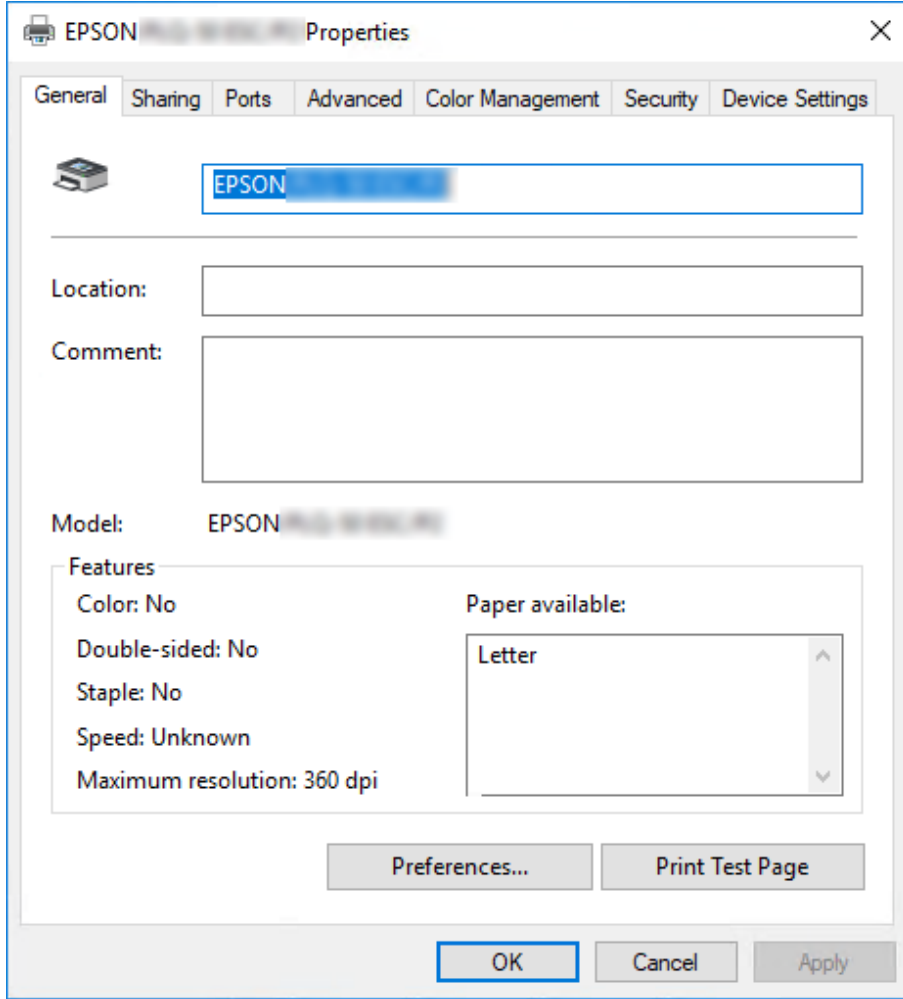 EPSON Properties
General Sharing Ports Advanced Color Management Security Device Settings
EPSON
Location:
Comment:
Model: EPSON
Features
Color: No
Paper available:
Double-sided: No
Letter
Staple: No
Speed: Unknown
Maximum resolution: 360 dpi
Preferences... Print Test Page
OK Cancel Apply